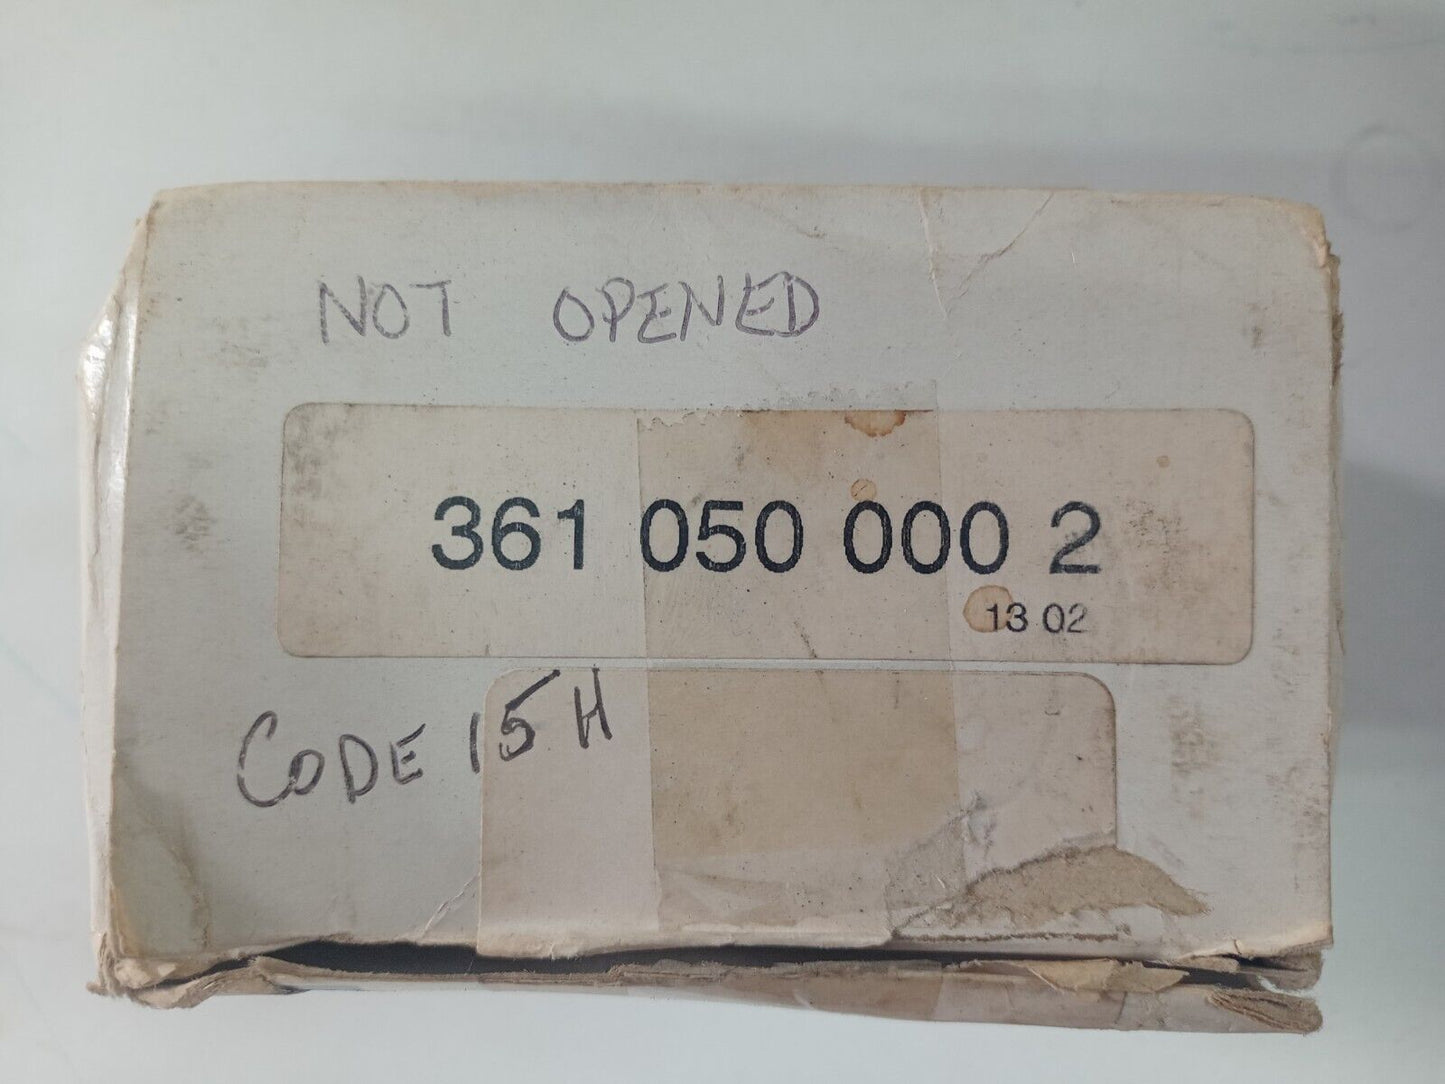 NOT OPENED
361 050 000 2
13 02
CODE 15 H